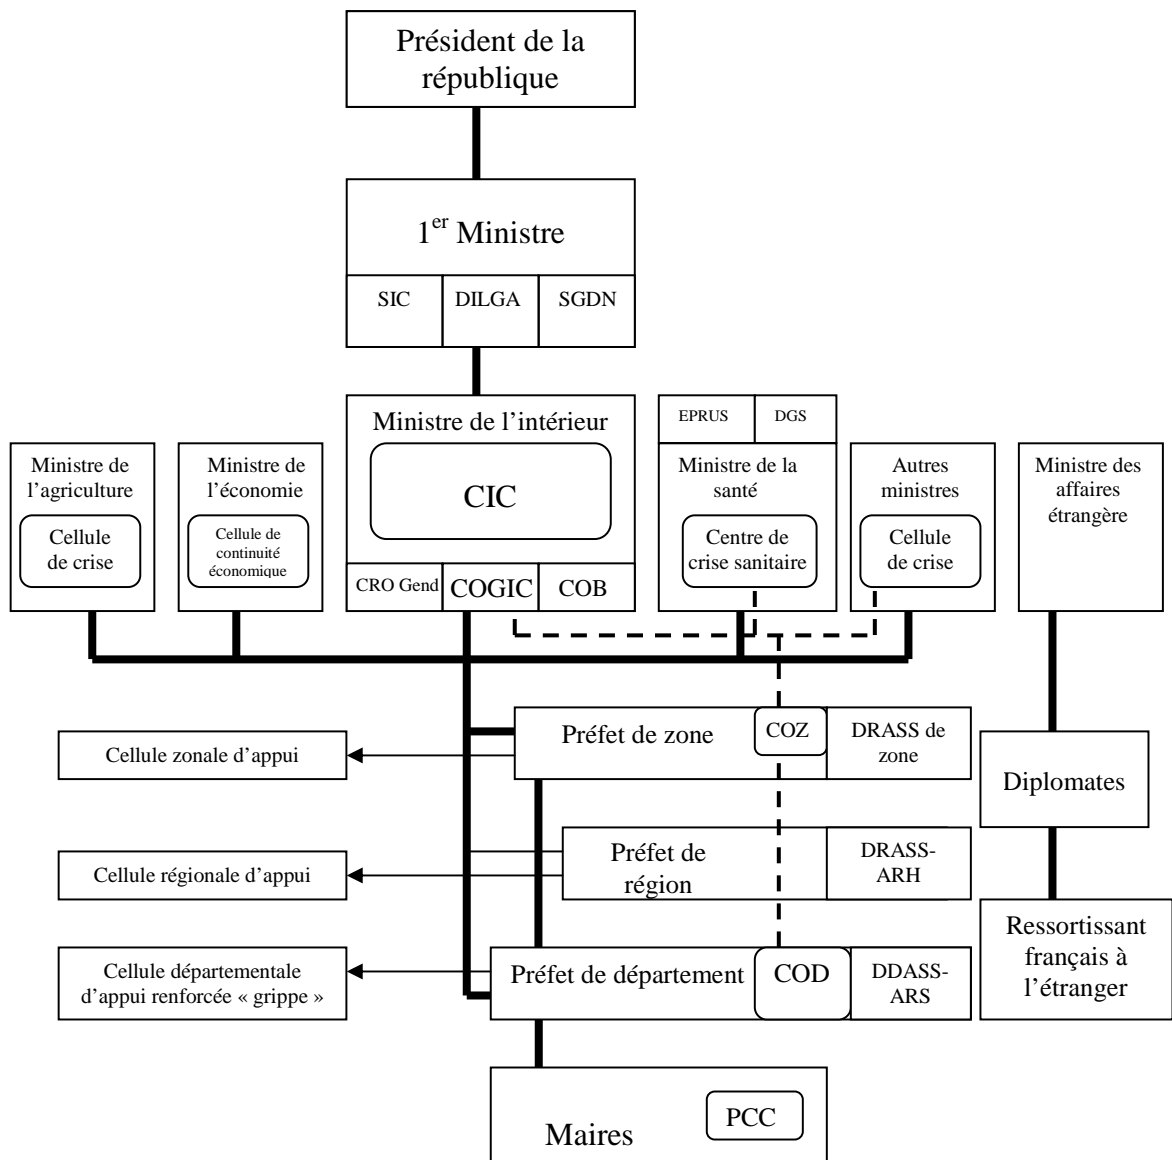 Président de la
république
1er Ministre
SIC
DILGA
SGDN
Ministre de l’intérieur
CIC
CRO Gend
COGIC
COB
EPRUS
DGS
Ministre de la
santé
Centre de
crise sanitaire
Ministre de
l’agriculture
Cellule
de crise
Ministre de
l’économie
Cellule de
continuité
économique
Autres
ministres
Cellule
de crise
Ministre des
affaires
étrangère
Préfet de zone
COZ
DRASS de
zone
Cellule zonale d’appui
Diplomates
Préfet de
région
DRASS-
ARH
Cellule régionale d’appui
Ressortissant
français à
l’étranger
Préfet de département
COD
DDASS-
ARS
Cellule départementale
d’appui renforcée « grippe »
Maires
PCC